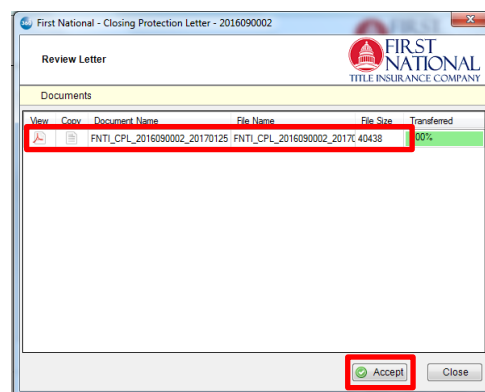 First National - Closing Protection Letter - 2016090002
Review Letter
FIRST
NATIONAL
TITLE INSURANCE COMPANY
Documents
View Copy Document Name File Name File Size Transferred
FNTI_CPL_2016090002_20170125 FNTI_CPL_2016090002_2017( 40438 00%
Accept Close